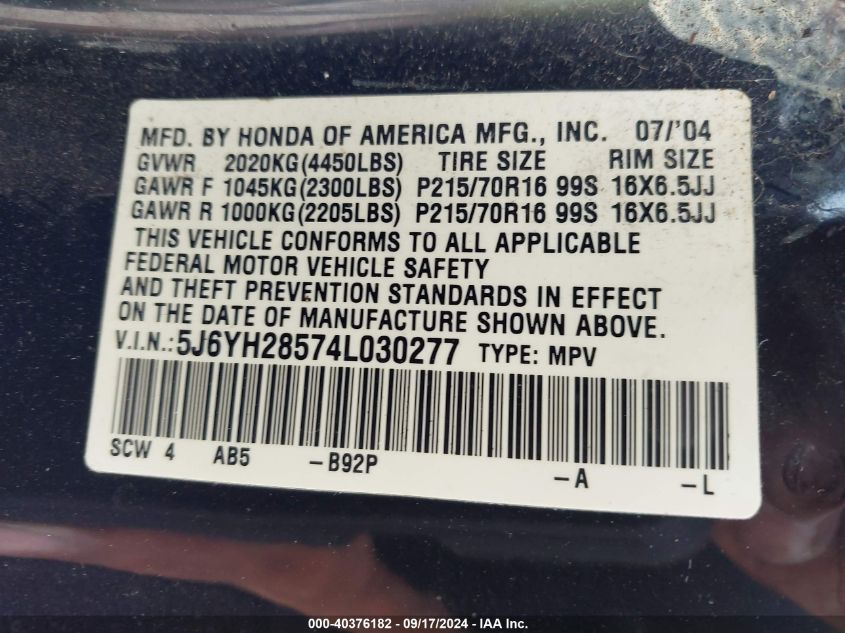 MFD. BY HONDA OF AMERICA MFG., INC. 07/'04
GVWR 2020KG(4450LBS) TIRE SIZE RIM SIZE
GAWR F 1045KG(2300LBS) P215/70R16 99S 16X6.5JJ
GAWR R 1000KG(2205LBS) P215/70R16 99S 16X6.5JJ
THIS VEHICLE CONFORMS TO ALL APPLICABLE
FEDERAL MOTOR VEHICLE SAFETY
AND THEFT PREVENTION STANDARDS IN EFFECT
ON THE DATE OF MANUFACTURE SHOWN ABOVE.
V.I.N.:5J6YH28574L030277 TYPE: MPV
SCW 4 AB5 –B92P –A –L
000-40376182 - 09/17/2024 - IAA Inc.